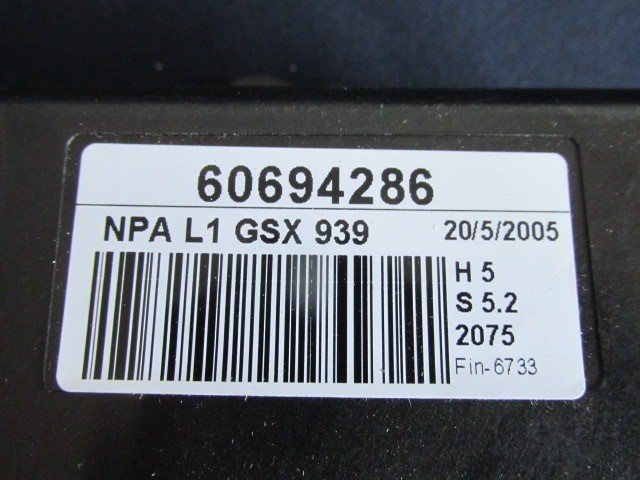 60694286
NPA L1 GSX 939 20/5/2005
H 5
S 5.2
2075
Fin-6733